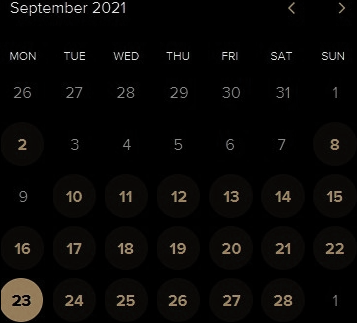 September 2021 < >
MON TUE WED THU FRI SAT SUN
26 27 28 29 30 31 1
2 3 4 5 6 7 8
9 10 11 12 13 14 15
16 17 18 19 20 21 22
23 24 25 26 27 28 1